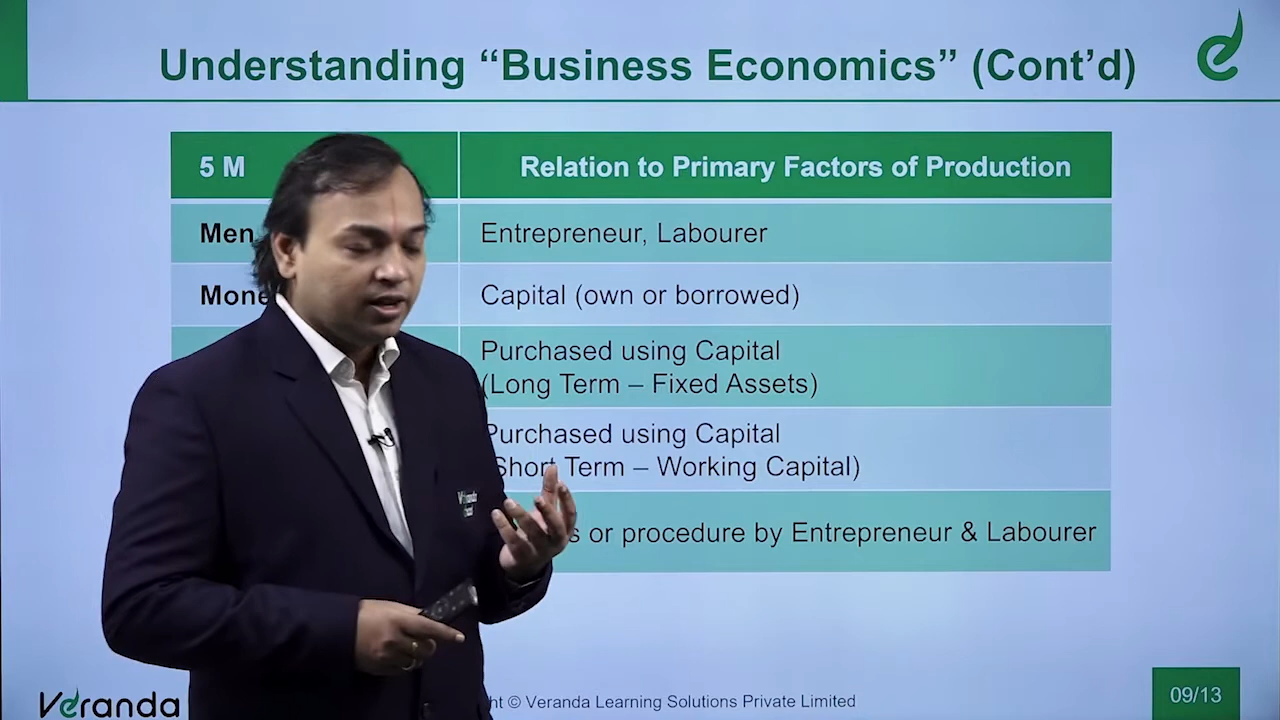 Understanding “Business Economics” (Cont’d)
5 M
Relation to Primary Factors of Production
Men
Entrepreneur, Labourer
Capital (own or borrowed)
Purchased using Capital
(Long Term – Fixed Assets)
Purchased using Capital
Short Term – Working Capital)
or procedure by Entrepreneur & Labourer
Veranda
Veranda
© Veranda Learning Solutions Private Limited
09/13